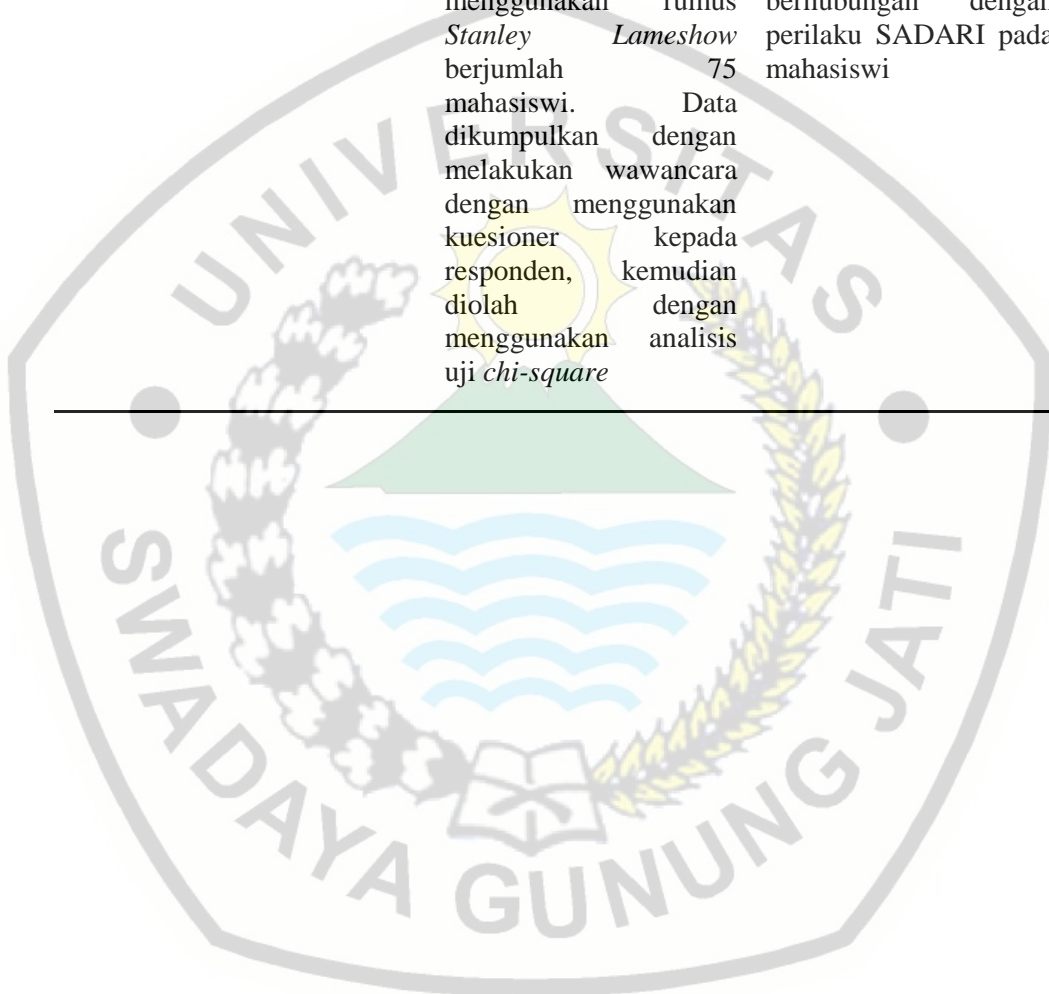 menggunakan rumus
Stanley Lameshow
berjumlah 75
mahasiswi. Data
dikumpulkan dengan
melakukan wawancara
dengan menggunakan
kuesioner kepada
responden, kemudian
diolah dengan
menggunakan analisis
uji chi-square
berhubungan dengan
perilaku SADARI pada
mahasiswi
UNIVERSITAS
SWADAYA GUNUNG JATI